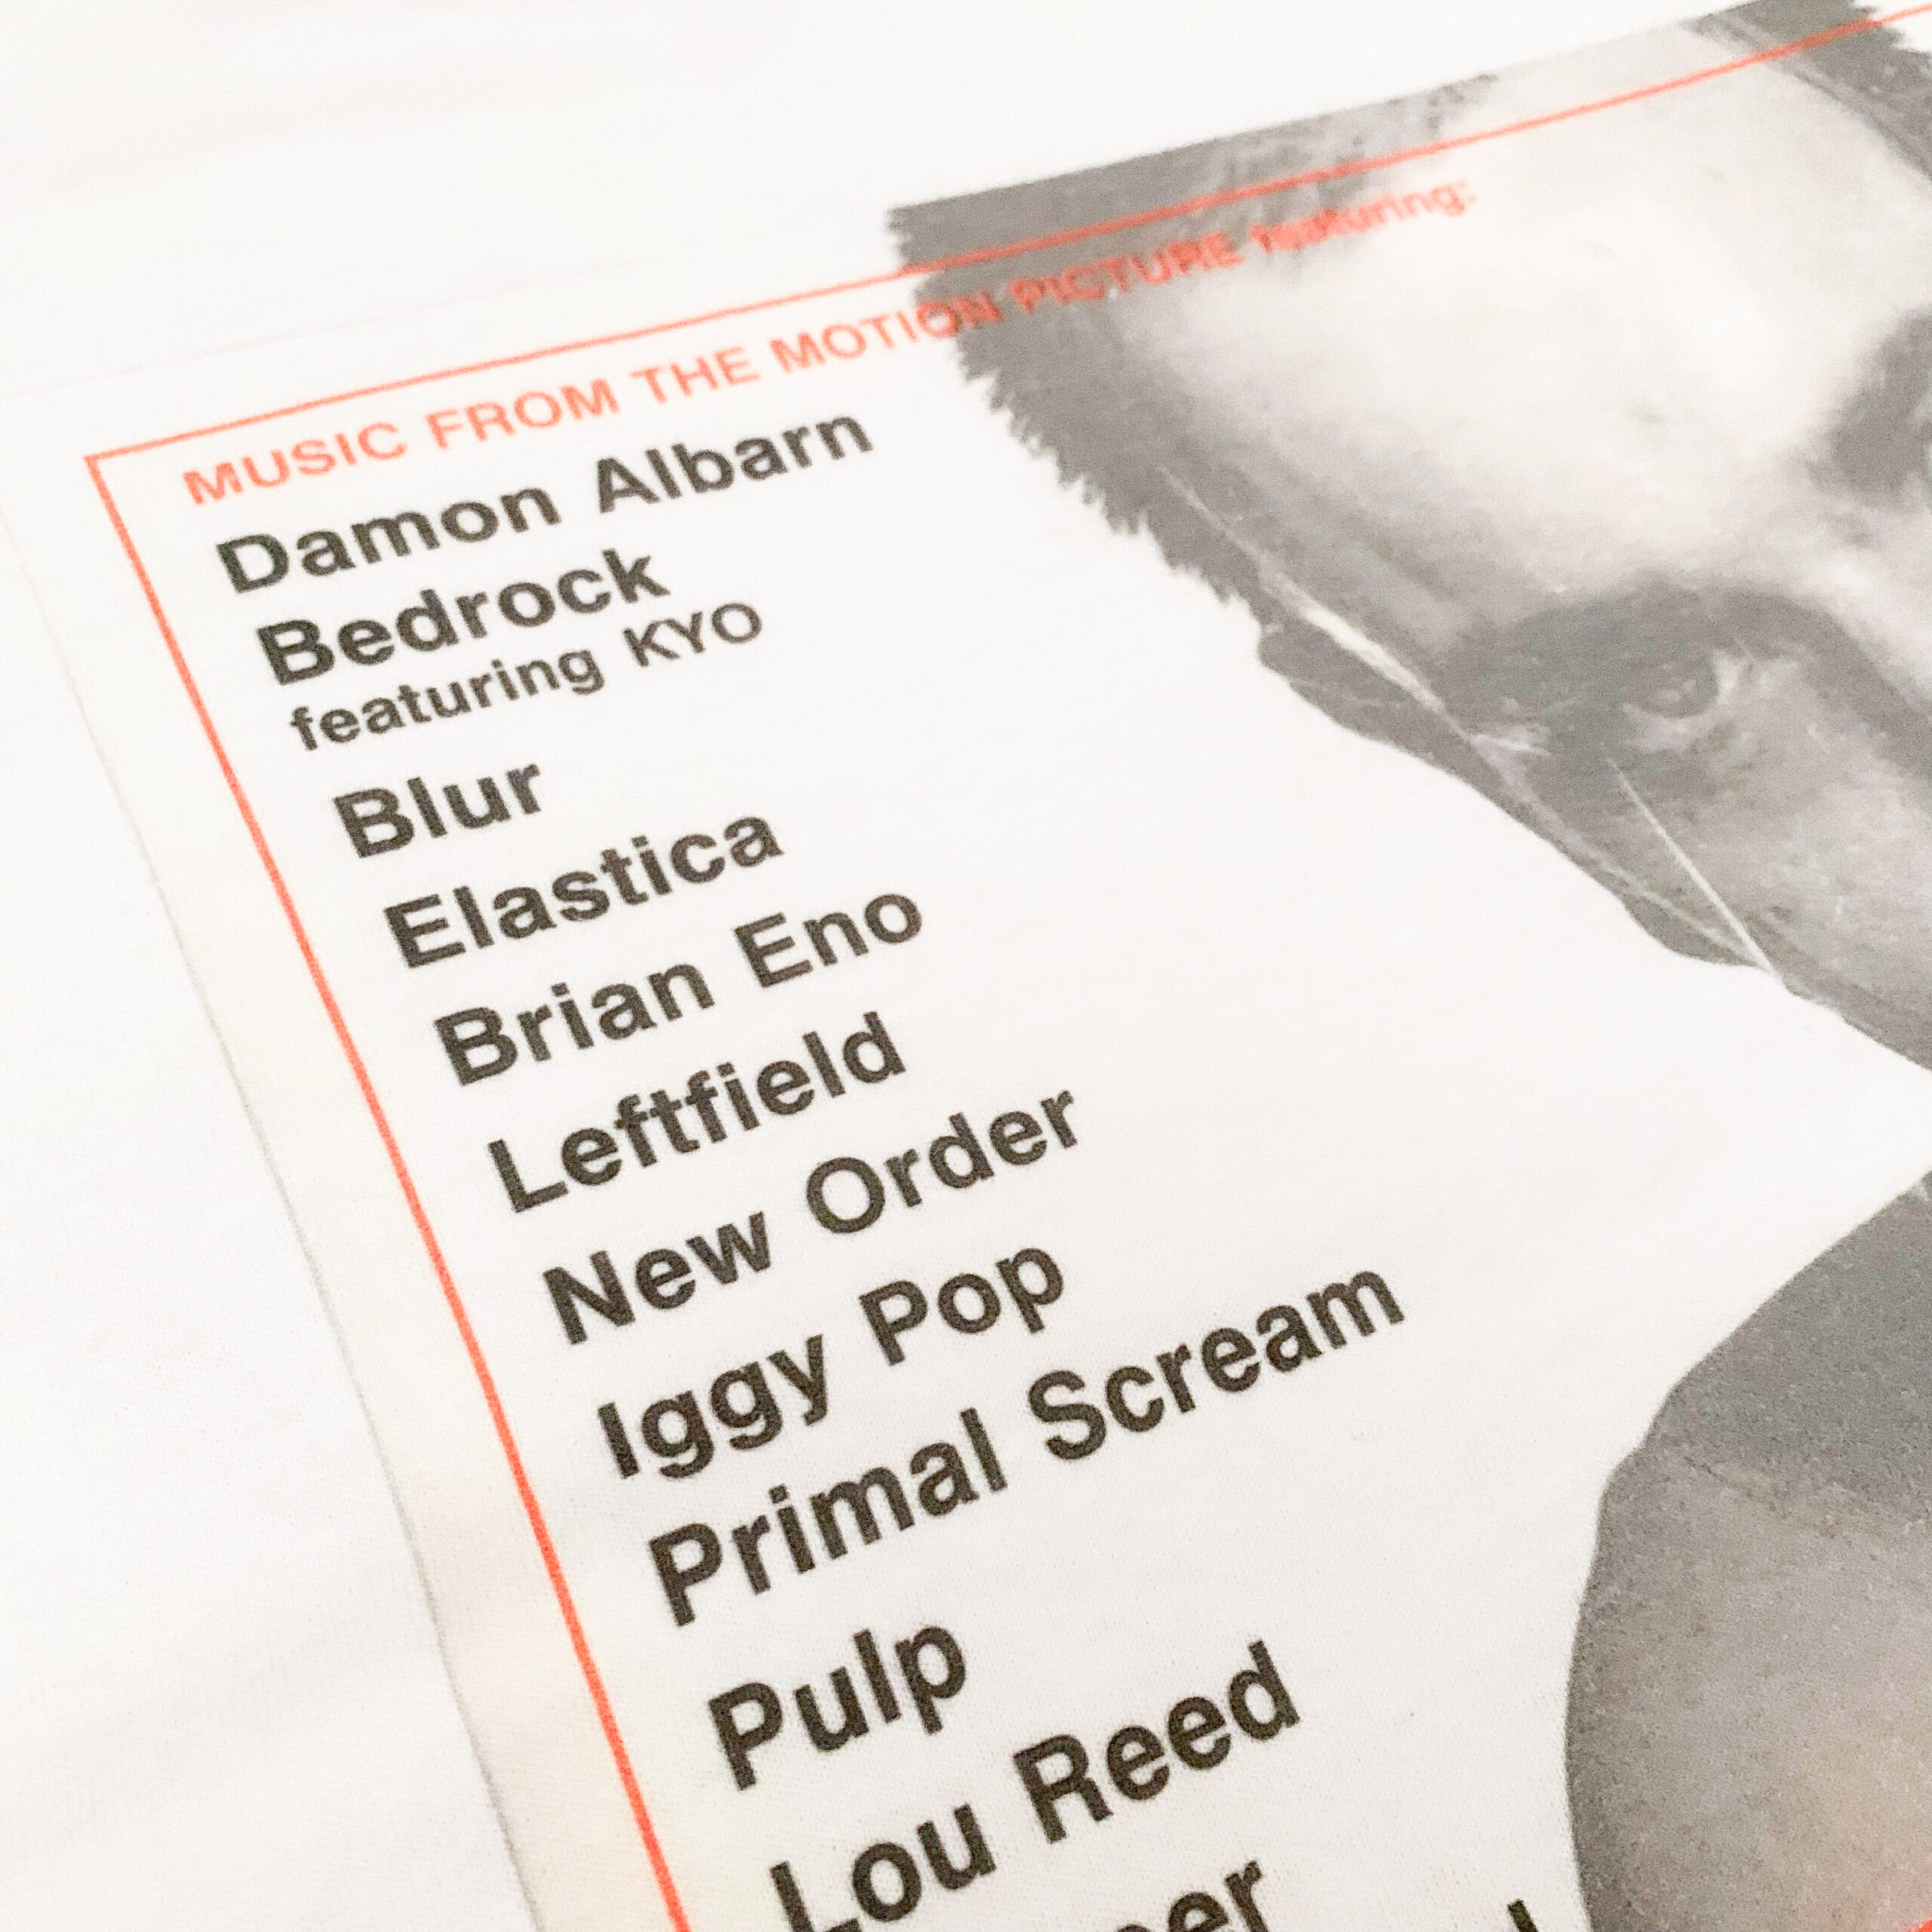 MUSIC FROM THE MOTION PICTURE featuring:
Damon Albarn
Bedrock
featuring KYO
Blur
Elastica
Brian Eno
Leftfield
New Order
Iggy Pop
Primal Scream
Pulp
Lou Reed